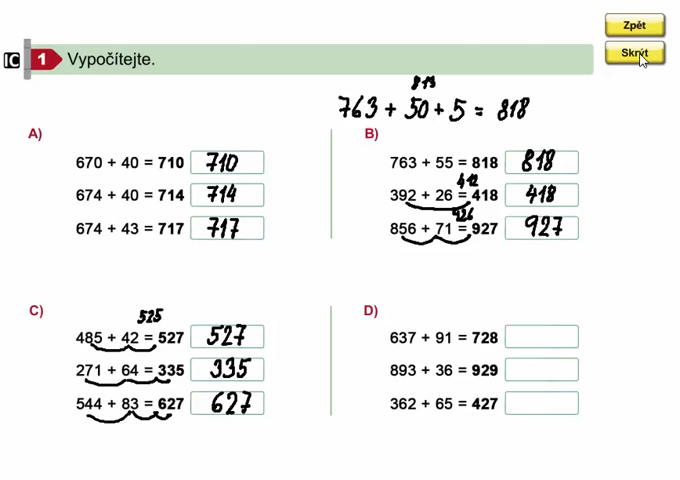 Zpět
Skrýt
1 Vypočítejte.
813
763 + 50 + 5 = 818
A)
670 + 40 = 710 710
674 + 40 = 714 714
674 + 43 = 717 717
B)
763 + 55 = 818 818
412
392 + 26 = 418 418
926
856 + 71 = 927 927
C)
525
485 + 42 = 527 527
271 + 64 = 335 335
544 + 83 = 627 627
D)
637 + 91 = 728
893 + 36 = 929
362 + 65 = 427